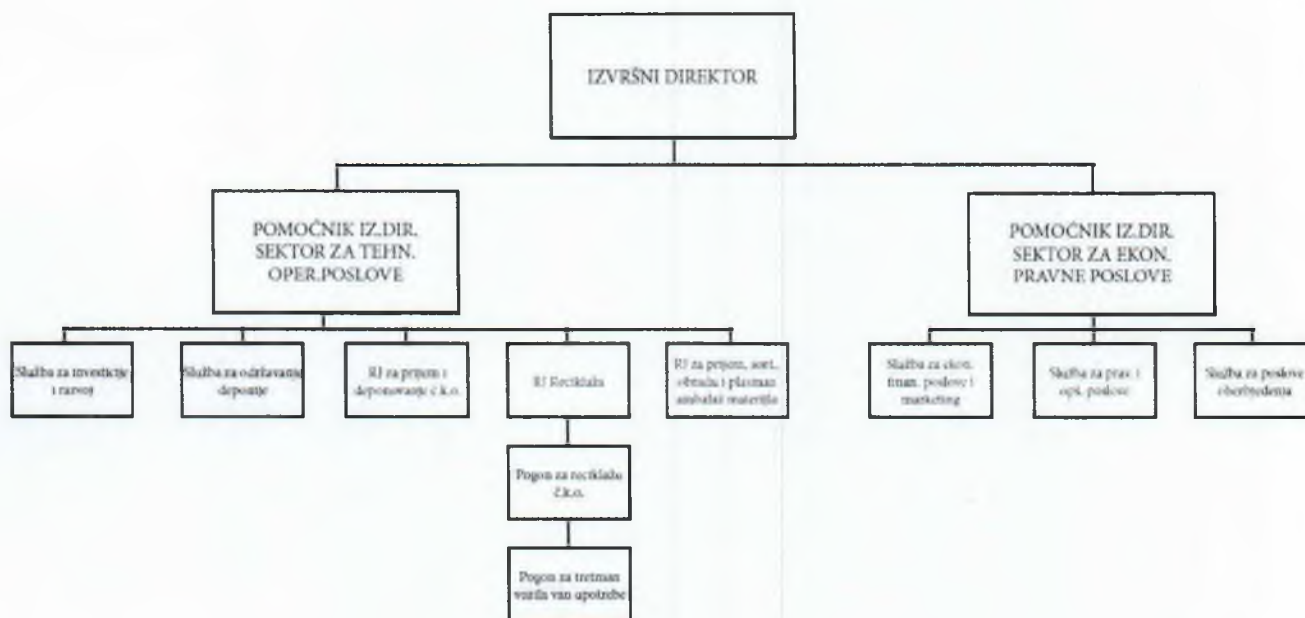 IZVRŠNI DIREKTOR
POMOĆNIK IZ.DIR.
SEKTOR ZA TEHN.
OPER.POSLOVE
POMOĆNIK IZ.DIR.
SEKTOR ZA EKON.
PRAVNE POSLOVE
Služba za investicije
i razvoj
Služba za održavanje
deponije
RJ za prijem i
deponovanje č.k.o.
RJ Reciklaža
RJ za prijem, sort.,
obradu i plasman
ambalaž materijla
Služba za ekon.
finan. poslove i
marketing
Služba za prav. i
opš. poslove
Služba za poslove
obezbjeđenja
Pogon za reciklažu
č.k.o.
Pogon za tretman
vozila van upotrebe